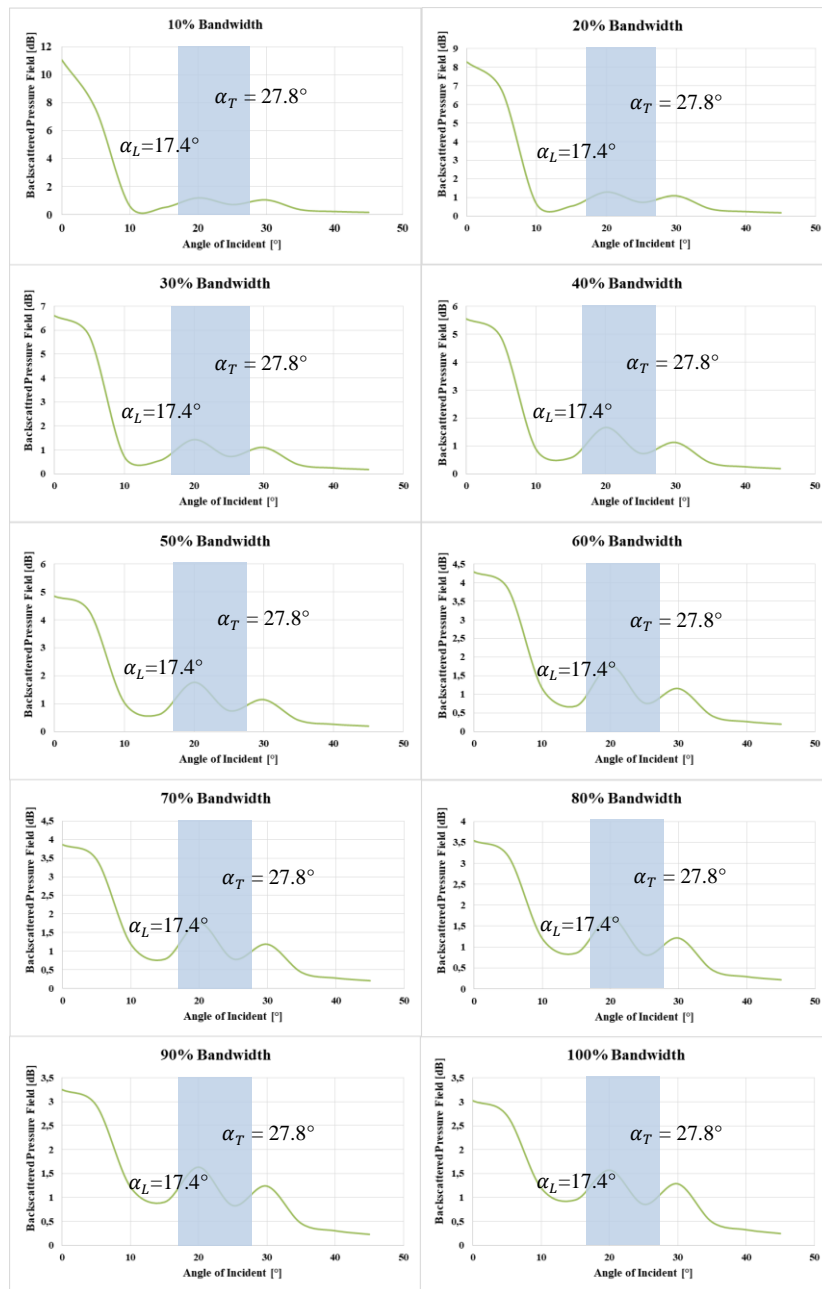 10% Bandwidth
Backscattered Pressure Field [dB]
12
10
8
6
4
2
0
α_T = 27.8°
α_L=17.4°
0 10 20 30 40 50
Angle of Incident [°]
20% Bandwidth
Backscattered Pressure Field [dB]
9
8
7
6
5
4
3
2
1
0
α_T = 27.8°
α_L=17.4°
0 10 20 30 40 50
Angle of Incident [°]
30% Bandwidth
Backscattred Pressure Field [dB]
7
6
5
4
3
2
1
0
α_T = 27.8°
α_L=17.4°
0 10 20 30 40 50
Angle of Incident [°]
40% Bandwidth
Backscattered Pressure Field [dB]
6
5
4
3
2
1
0
α_T = 27.8°
α_L=17.4°
0 10 20 30 40 50
Angle of Incident [°]
50% Bandwidth
Backscattered Pressure Field [dB]
6
5
4
3
2
1
0
α_T = 27.8°
α_L=17.4°
0 10 20 30 40 50
Angle of Incident [°]
60% Bandwidth
Backscattered Pressure Field [dB]
4,5
4
3,5
3
2,5
2
1,5
1
0,5
0
α_T = 27.8°
α_L=17.4°
0 10 20 30 40 50
Angle of Incident [°]
70% Bandwidth
Backscattered Pressure Field [dB]
4,5
4
3,5
3
2,5
2
1,5
1
0,5
0
α_T = 27.8°
α_L=17.4°
0 10 20 30 40 50
Angle of Incident [°]
80% Bandwidth
Backscattered Pressure Field [dB]
4
3,5
3
2,5
2
1,5
1
0,5
0
α_T = 27.8°
α_L=17.4°
0 10 20 30 40 50
Angle of Incident [°]
90% Bandwidth
Backscattered Pressure Field [dB]
3,5
3
2,5
2
1,5
1
0,5
0
α_T = 27.8°
α_L=17.4°
0 10 20 30 40 50
Angle of Incident [°]
100% Bandwidth
Backscattered Pressure Field [dB]
3,5
3
2,5
2
1,5
1
0,5
0
α_T = 27.8°
α_L=17.4°
0 10 20 30 40 50
Angle of Incident [°]